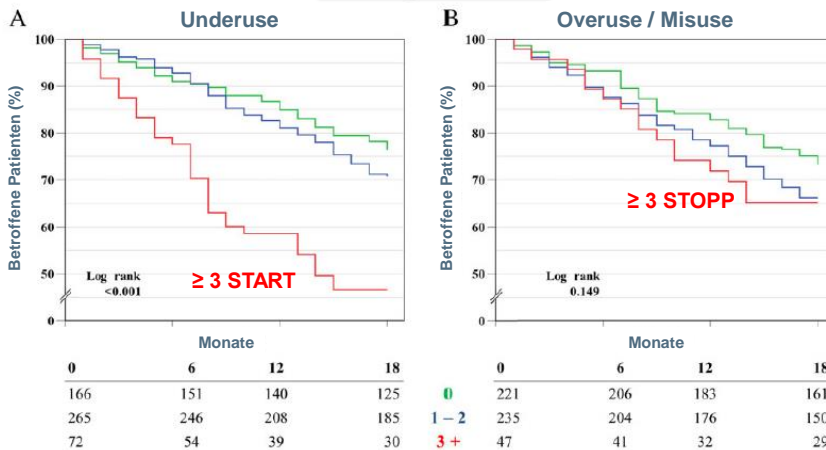 A Underuse B Overuse / Misuse
Betroffene Patienten (%)
100
90
80
70
60
50
0
Log rank
<0.001
≥ 3 START
Betroffene Patienten (%)
100
90
80
70
60
50
0
Log rank
0.149
≥ 3 STOPP
Monate
0 6 12 18 0 6 12 18
166 151 140 125 0 221 206 183 161
265 246 208 185 1 – 2 235 204 176 150
72 54 39 30 3 + 47 41 32 29